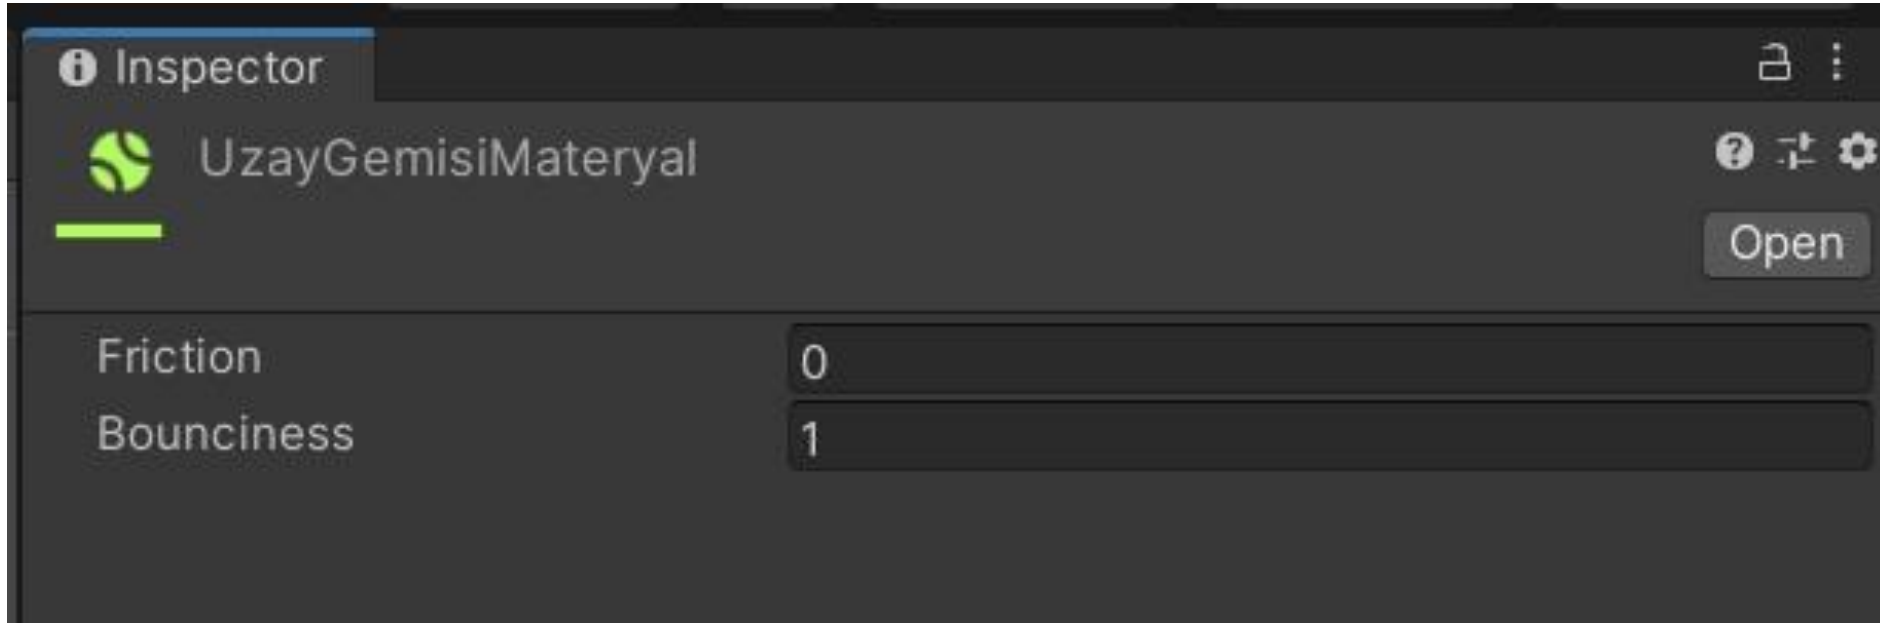 Inspector
UzayGemisiMateryal
Open
Friction 0
Bounciness 1